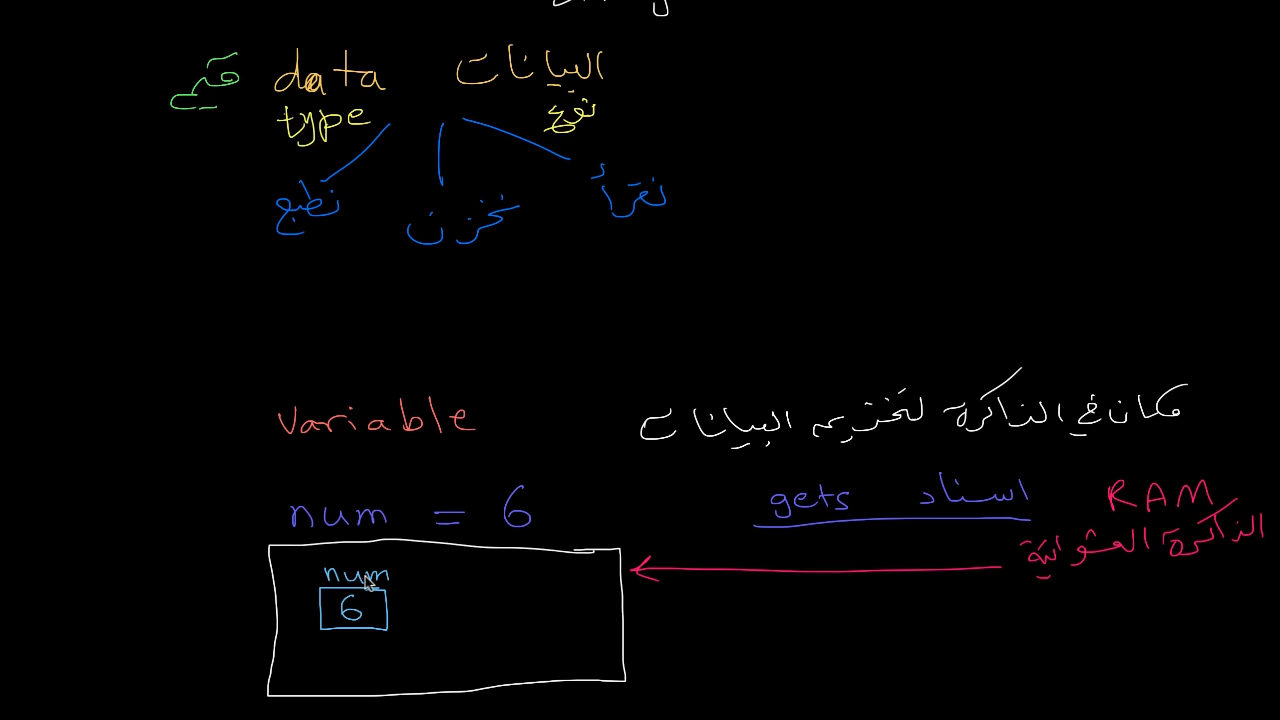 البيانات data قيم
نوع type
نقرأ نخزن نطبع
variable مكان في الذاكرة لتخزين البيانات
num = 6 gets اسناد RAM
الذاكرة العشوائية
num
6